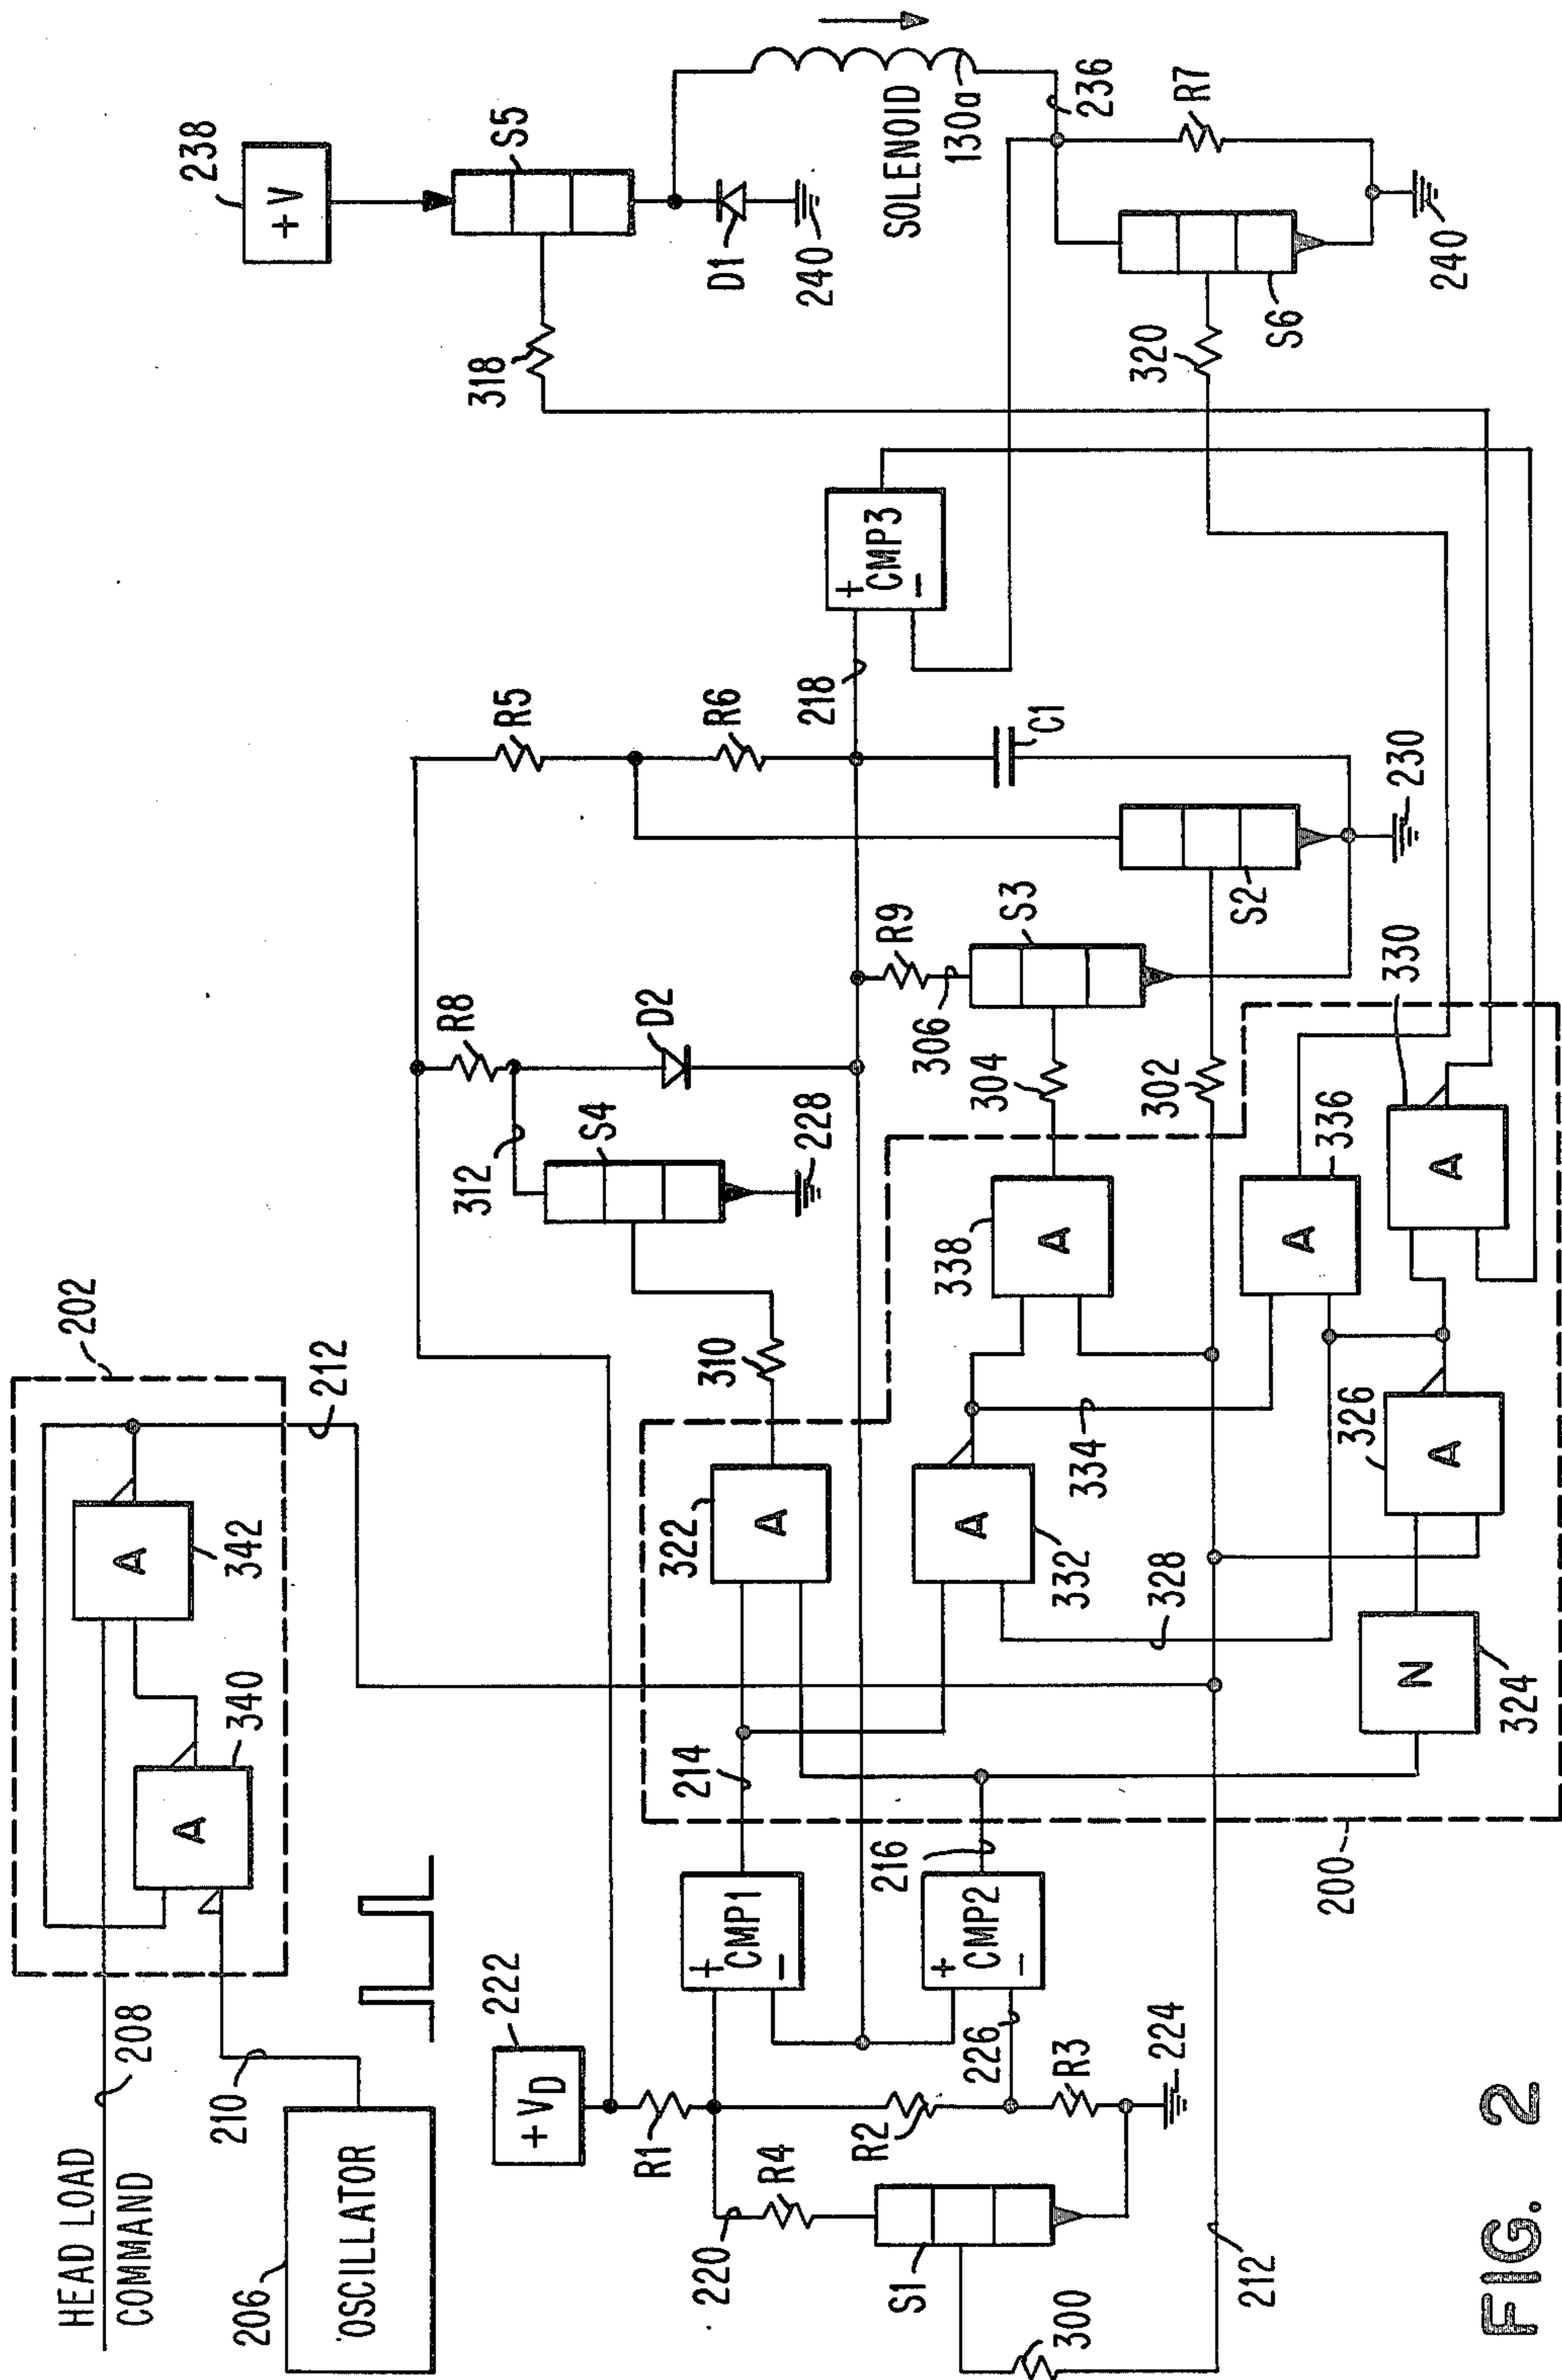 HEAD LOAD
COMMAND
208
206
OSCILLATOR
210
A
340
A
342
202
212
222
+ VD
R1
220
R4
S1
300
212
R2
226
R3
224
+
CMP1
-
216
+
CMP2
-
214
200
322
A
310
312
S4
228
R8
D2
R5
R6
A
332
328
334
N
324
A
326
338
A
304
306
R9
S3
302
A
336
A
330
S2
230
C1
218
+
CMP3
-
318
238
+ V
S5
D1
240
SOLENOID
130a
236
R7
320
S6
240
FIG. 2